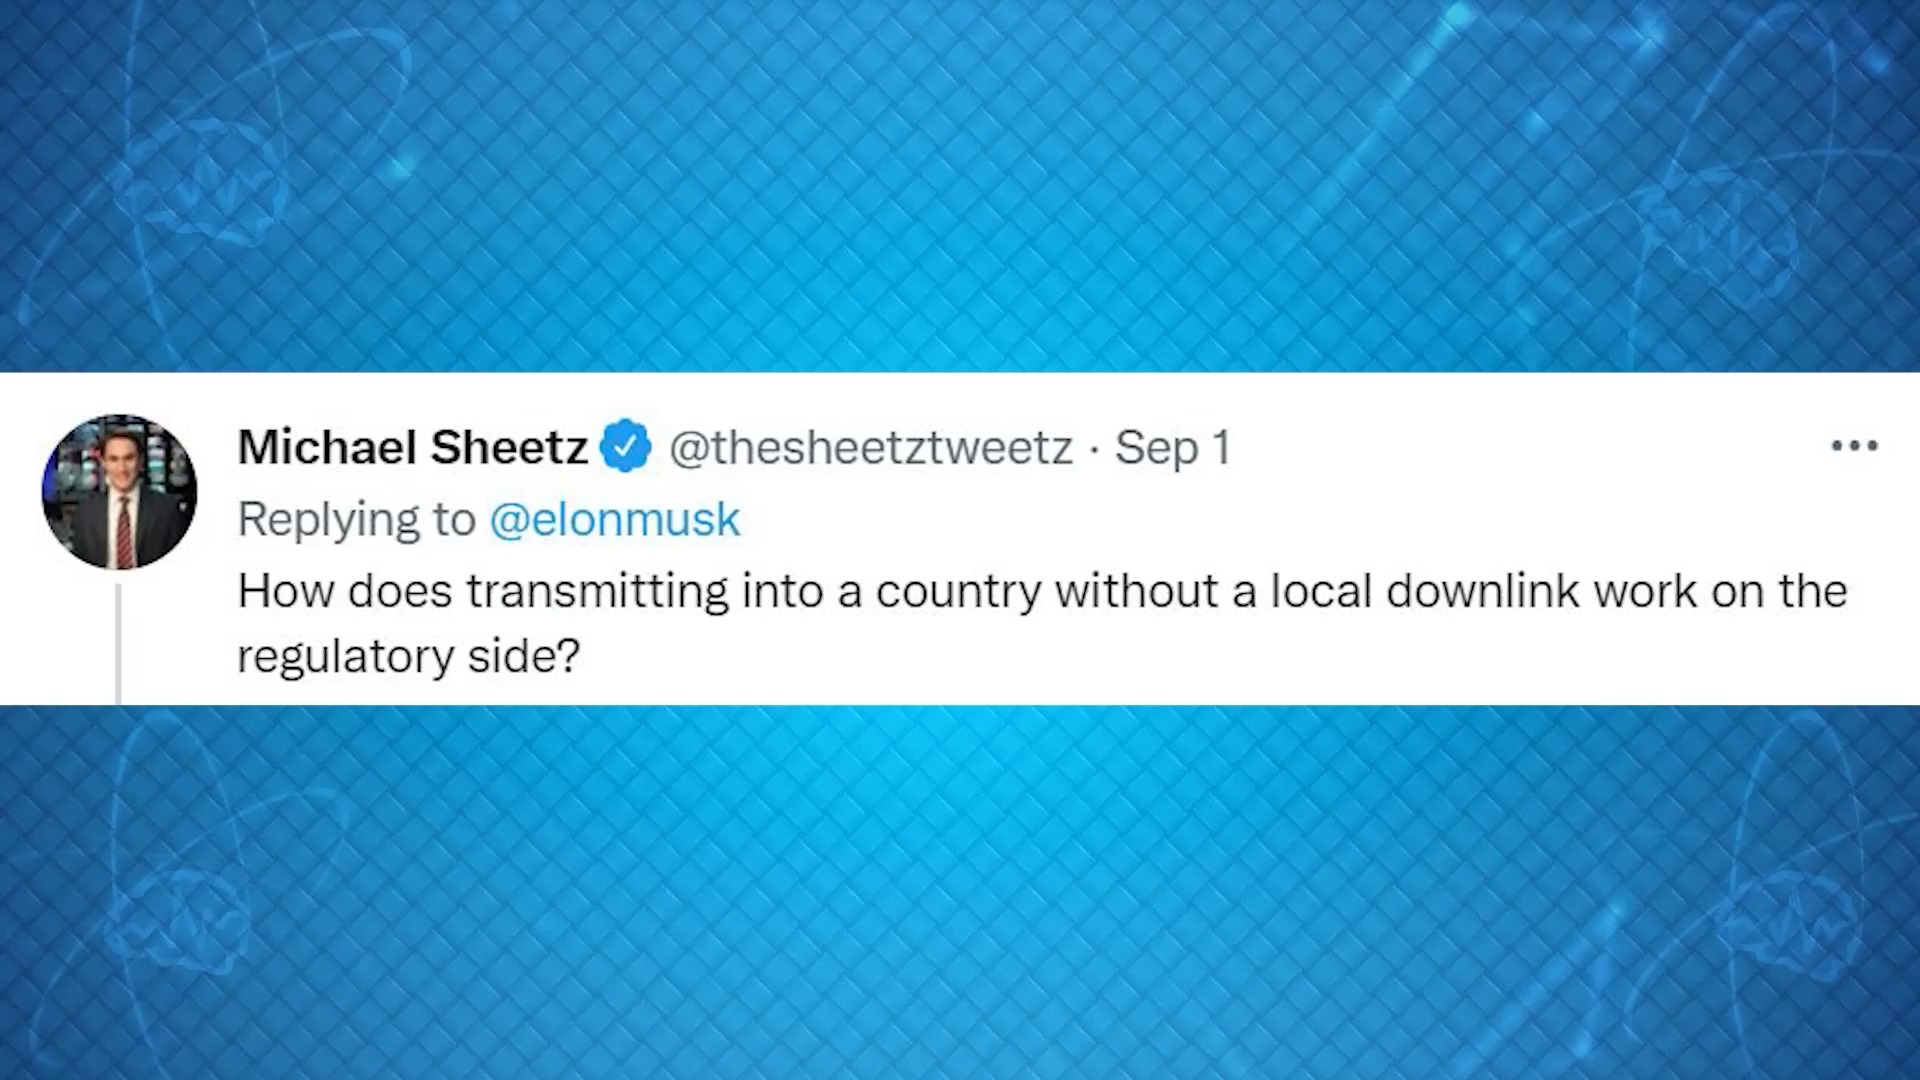 Michael Sheetz @thesheetztweetz · Sep 1
Replying to @elonmusk
How does transmitting into a country without a local downlink work on the
regulatory side?